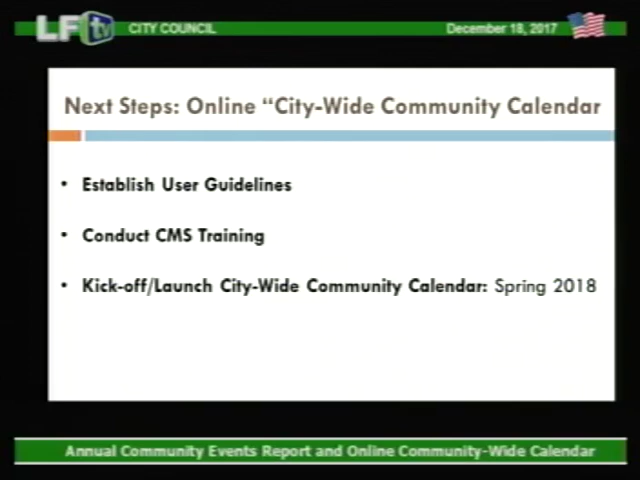 LF tv CITY COUNCIL December 18, 2017
Next Steps: Online “City-Wide Community Calendar
• Establish User Guidelines
• Conduct CMS Training
• Kick-off/Launch City-Wide Community Calendar: Spring 2018
Annual Community Events Report and Online Community-Wide Calendar